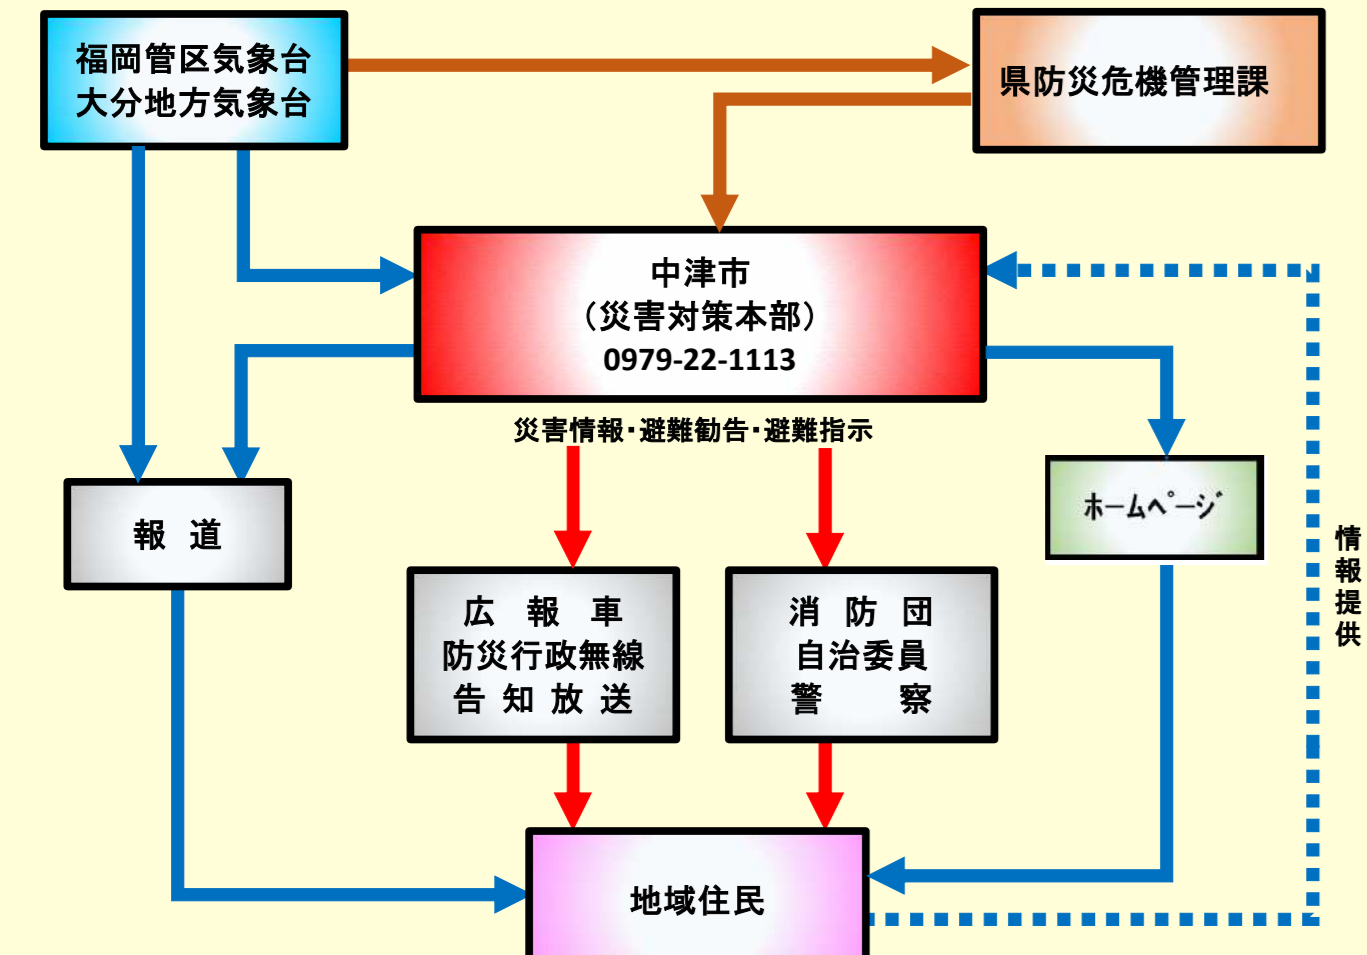 福岡管区気象台
大分地方気象台
県防災危機管理課
中津市
（災害対策本部）
0979-22-1113
災害情報・避難勧告・避難指示
報 道
ホームページ
情報提供
広 報 車
防災行政無線
告 知 放 送
消 防 団
自治委員
警 察
地域住民